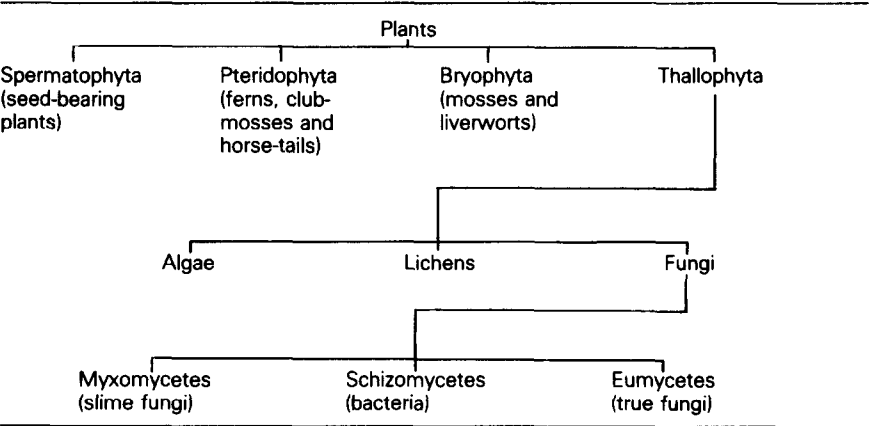 Plants
Spermatophyta
(seed-bearing
plants)
Pteridophyta
(ferns, club-
mosses and
horse-tails)
Bryophyta
(mosses and
liverworts)
Thallophyta
Algae
Lichens
Fungi
Myxomycetes
(slime fungi)
Schizomycetes
(bacteria)
Eumycetes
(true fungi)